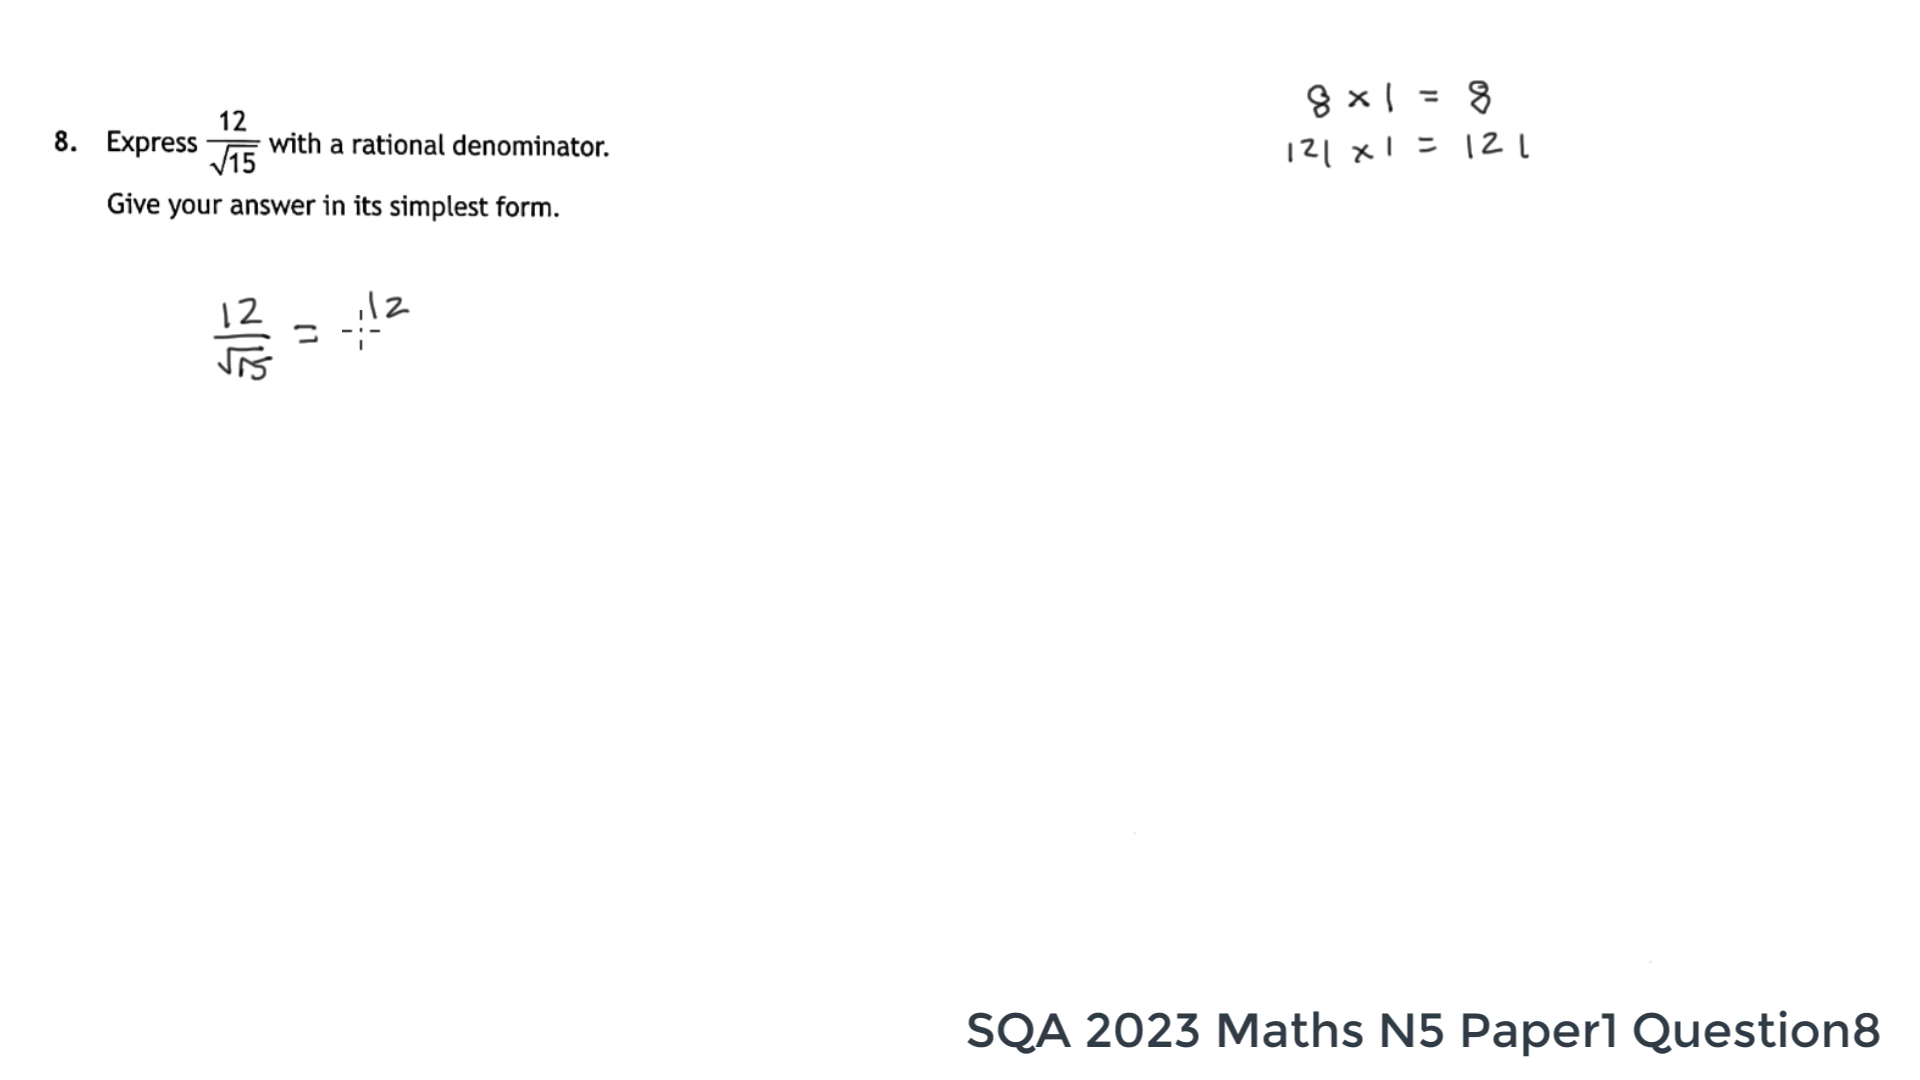 8. Express 12/√15 with a rational denominator.
Give your answer in its simplest form.
8 × 1 = 8
121 × 1 = 121
12/√15 = 12
SQA 2023 Maths N5 Paper1 Question8